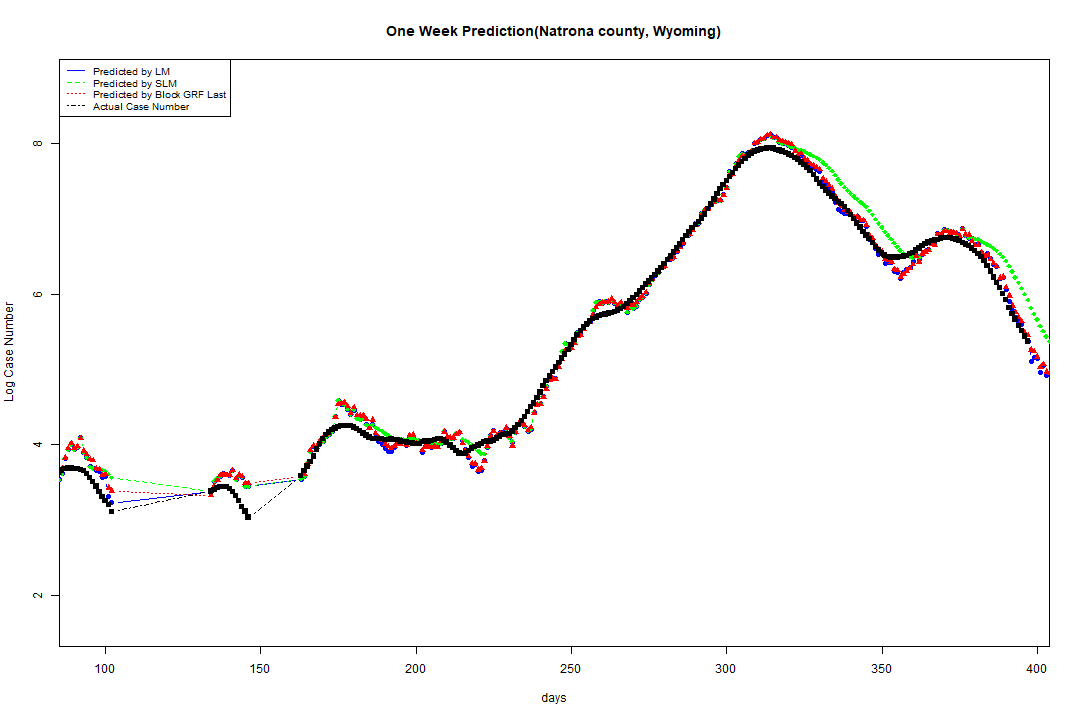 One Week Prediction(Natrona county, Wyoming)
Predicted by LM
Predicted by SLM
Predicted by Block GRF Last
Actual Case Number
8
6
4
2
Log Case Number
100 150 200 250 300 350 400
days